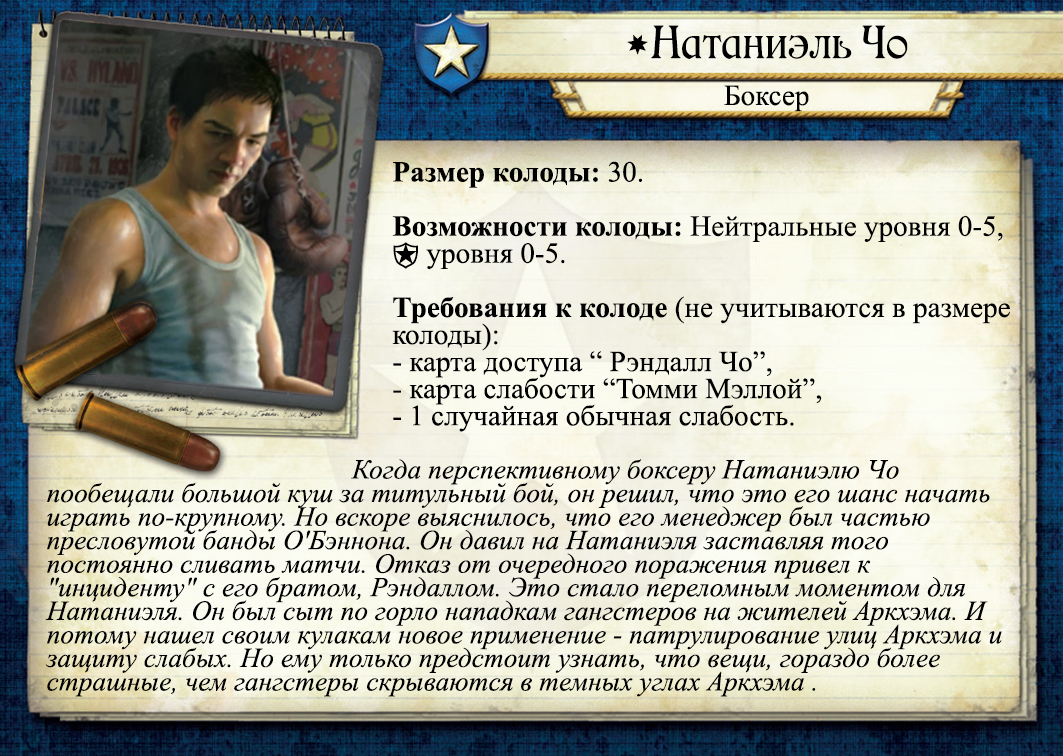 Натаниэль Чо
Боксер
Размер колоды: 30.
Возможности колоды: Нейтральные уровня 0-5,
уровня 0-5.
Требования к колоде (не учитываются в размере
колоды):
- карта доступа “ Рэндалл Чо”,
- карта слабости “Томми Мэллой”,
- 1 случайная обычная слабость.
Когда перспективному боксеру Натаниэлю Чо
пообещали большой куш за титульный бой, он решил, что это его шанс начать
играть по-крупному. Но вскоре выяснилось, что его менеджер был частью
пресловутой банды О'Бэннона. Он давил на Натаниэля заставляя того
постоянно сливать матчи. Отказ от очередного поражения привел к
"инциденту" с его братом, Рэндаллом. Это стало переломным моментом для
Натаниэля. Он был сыт по горло нападкам гангстеров на жителей Аркхэма. И
потому нашел своим кулакам новое применение - патрулирование улиц Аркхэма и
защиту слабых. Но ему только предстоит узнать, что вещи, гораздо более
страшные, чем гангстеры скрываются в темных углах Аркхэма .